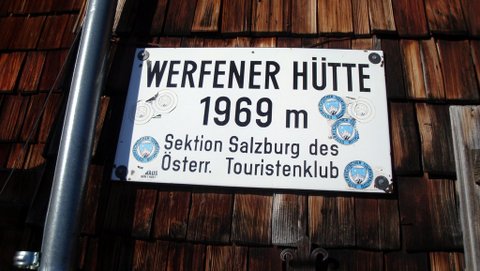 WERFENER HÜTTE
1969 m
Sektion Salzburg des
Österr. Touristenklub